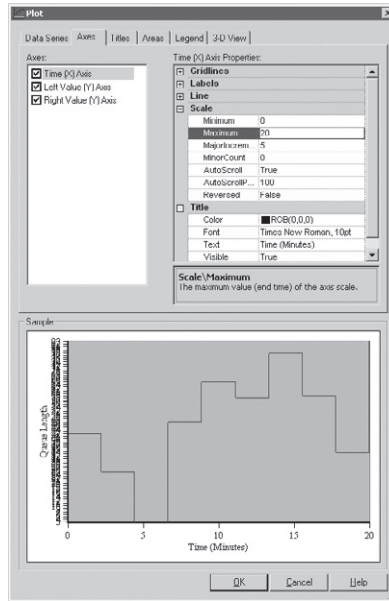 Plot
Data Series Axes Titles Areas Legend 3-D View
Axes:
Time (X) Axis
Left Value (Y) Axis
Right Value (Y) Axis
Time (X) Axis Properties:
Gridlines
Labels
Line
Scale
Minimum 0
Maximum 20
MajorIncrem... 5
MinorCount 0
AutoScroll True
AutoScrollP... 100
Reversed False
Title
Color RGB(0,0,0)
Font Times New Roman, 10pt
Text Time (Minutes)
Visible True
Scale\Maximum
The maximum value (end time) of the axis scale.
Sample
Queue Length
0 5 10 15 20
Time (Minutes)
OK Cancel Help